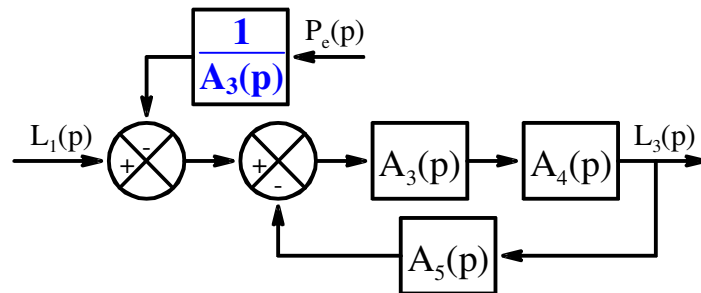 1
A₃(p)
Pₑ(p)
L₁(p)
+
-
+
-
A₃(p)
A₄(p)
L₃(p)
A₅(p)